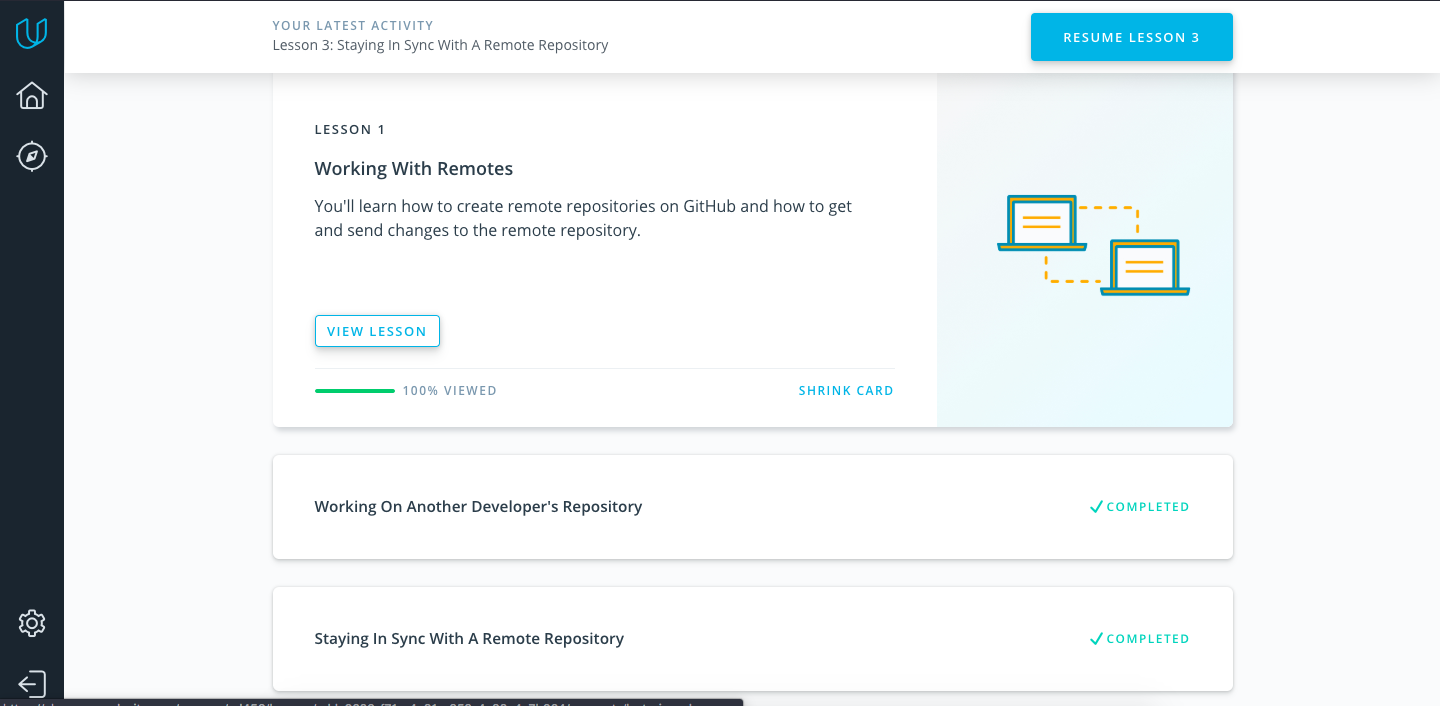 YOUR LATEST ACTIVITY
Lesson 3: Staying In Sync With A Remote Repository
RESUME LESSON 3
LESSON 1
Working With Remotes
You'll learn how to create remote repositories on GitHub and how to get
and send changes to the remote repository.
VIEW LESSON
100% VIEWED
SHRINK CARD
Working On Another Developer's Repository
COMPLETED
Staying In Sync With A Remote Repository
COMPLETED